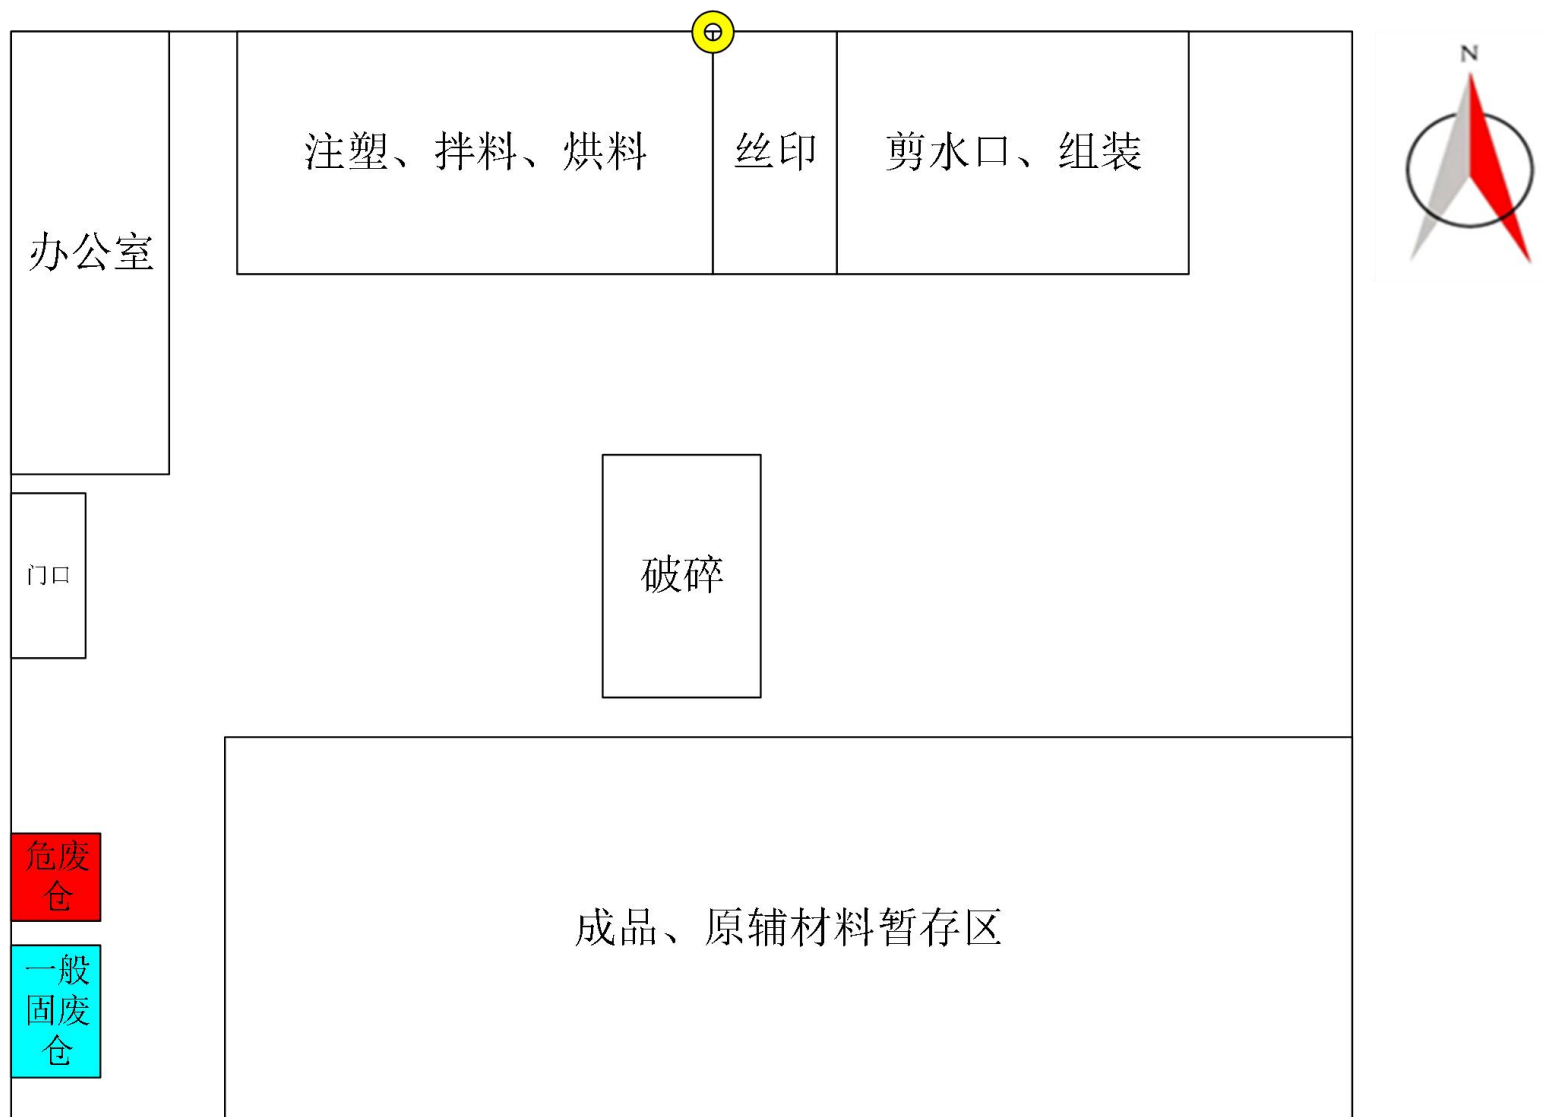 N
注塑、拌料、烘料
丝印
剪水口、组装
办公室
门口
破碎
危废
仓
成品、原辅材料暂存区
一般
固废
仓